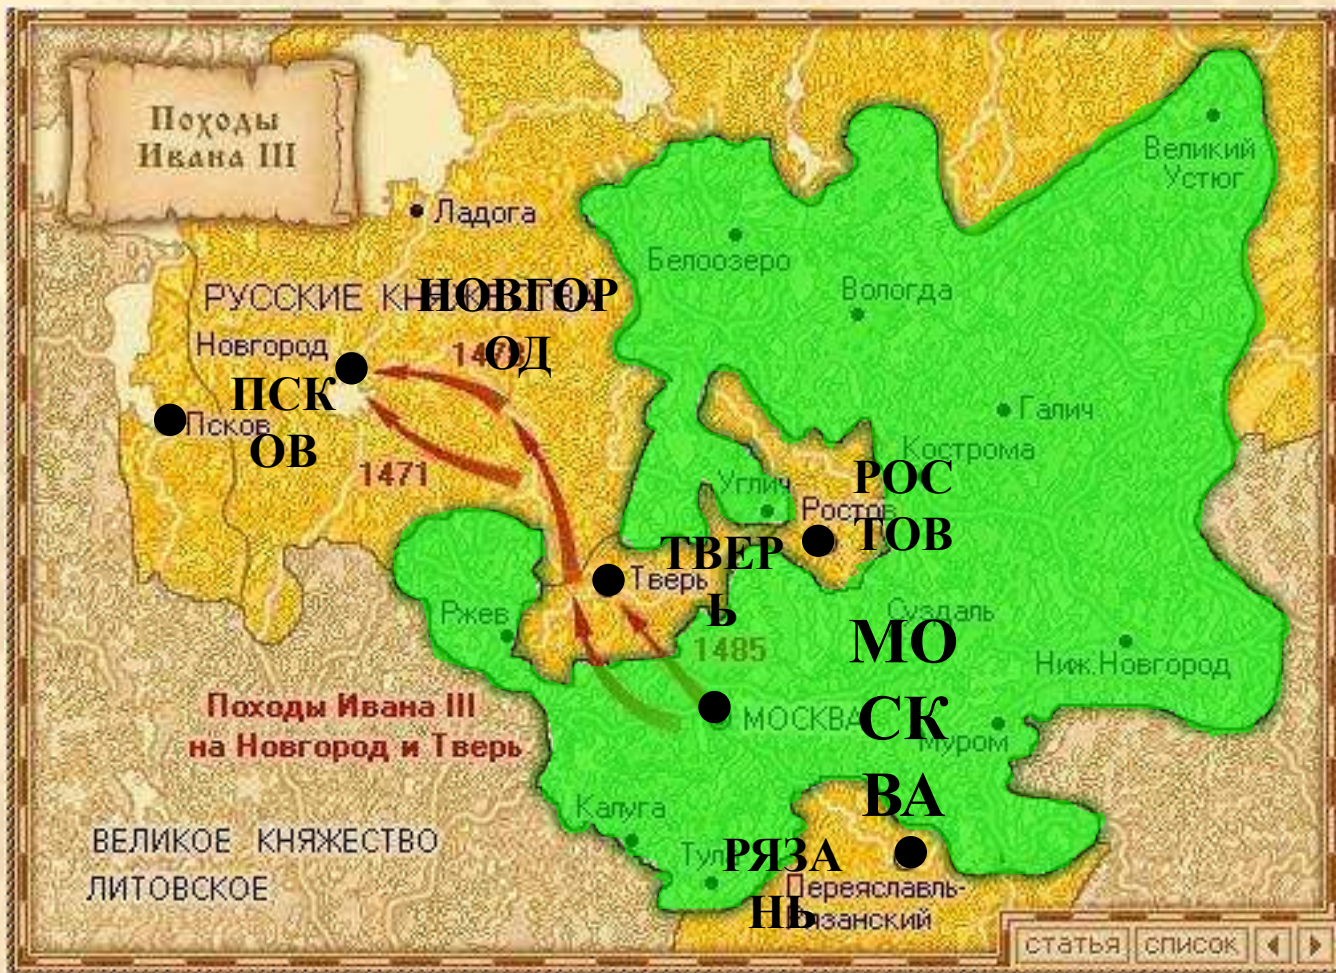 Походы
Ивана III
Великий
Устюг
Ладога
Белоозеро
Вологда
РУССКИЕ КНЯЖЕСТВА
НОВГОР
ОД
Новгород
ПСК
ОВ
Псков
1471
Галич
Кострома
Углич
РОС
ТОВ
Ростов
ТВЕР
Ь
Тверь
Ржев
1485
Суздаль
МО
СК
ВА
Ниж.Новгород
МОСКВА
Муром
Походы Ивана III
на Новгород и Тверь
Калуга
ВЕЛИКОЕ КНЯЖЕСТВО
ЛИТОВСКОЕ
РЯЗА
НЬ
Переяславль-
Рязанский
статья список